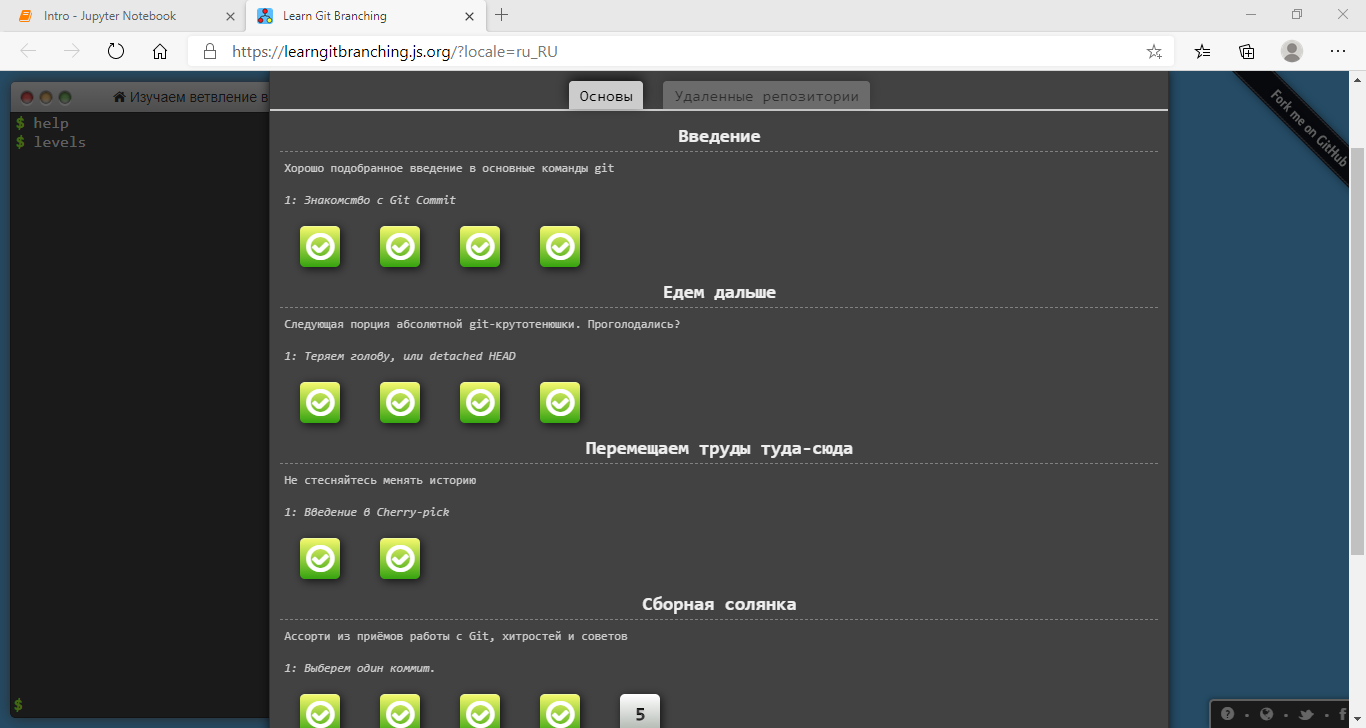 Intro - Jupyter Notebook
Learn Git Branching
https://learngitbranching.js.org/?locale=ru_RU
Изучаем ветвление в
$ help
$ levels
$
Основы
Удаленные репозитории
Fork me on GitHub
Введение
Хорошо подобранное введение в основные команды git
1: Знакомство с Git Commit
Едем дальше
Следующая порция абсолютной git-крутотенюшки. Проголодались?
1: Теряем голову, или detached HEAD
Перемещаем труды туда-сюда
Не стесняйтесь менять историю
1: Введение в Cherry-pick
Сборная солянка
Ассорти из приёмов работы с Git, хитростей и советов
1: Выберем один коммит.
5